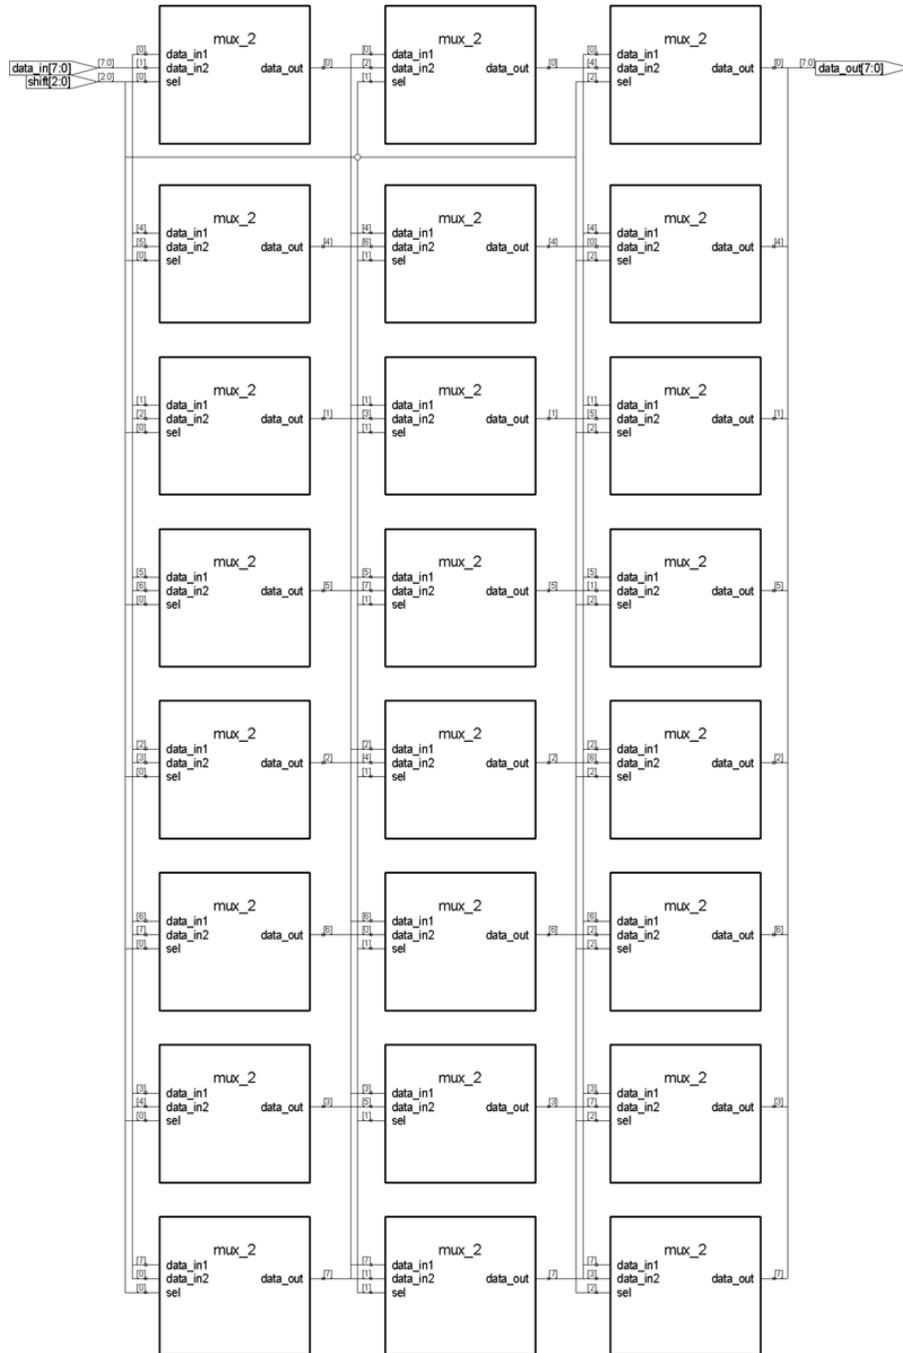 mux_2 mux_2 mux_2
[0] data_in1 [0] data_in1 [0] data_in1
data_in[7:0] [7:0] [1] data_in2 data_out [0] [2] data_in2 data_out [0] [4] data_in2 data_out [0] [7:0] data_out[7:0]
shift[2:0] [2:0] [0] sel [1] sel [2] sel
mux_2 mux_2 mux_2
[4] data_in1 [4] data_in1 [4] data_in1
[5] data_in2 data_out [4] [6] data_in2 data_out [4] [0] data_in2 data_out [4]
[0] sel [1] sel [2] sel
mux_2 mux_2 mux_2
[1] data_in1 [1] data_in1 [1] data_in1
[2] data_in2 data_out [1] [3] data_in2 data_out [1] [5] data_in2 data_out [1]
[0] sel [1] sel [2] sel
mux_2 mux_2 mux_2
[5] data_in1 [5] data_in1 [5] data_in1
[6] data_in2 data_out [5] [7] data_in2 data_out [5] [1] data_in2 data_out [5]
[0] sel [1] sel [2] sel
mux_2 mux_2 mux_2
[2] data_in1 [2] data_in1 [2] data_in1
[3] data_in2 data_out [2] [4] data_in2 data_out [2] [6] data_in2 data_out [2]
[0] sel [1] sel [2] sel
mux_2 mux_2 mux_2
[6] data_in1 [6] data_in1 [6] data_in1
[7] data_in2 data_out [6] [0] data_in2 data_out [6] [2] data_in2 data_out [6]
[0] sel [1] sel [2] sel
mux_2 mux_2 mux_2
[3] data_in1 [3] data_in1 [3] data_in1
[4] data_in2 data_out [3] [5] data_in2 data_out [3] [7] data_in2 data_out [3]
[0] sel [1] sel [2] sel
mux_2 mux_2 mux_2
[7] data_in1 [7] data_in1 [7] data_in1
[0] data_in2 data_out [7] [1] data_in2 data_out [7] [3] data_in2 data_out [7]
[0] sel [1] sel [2] sel